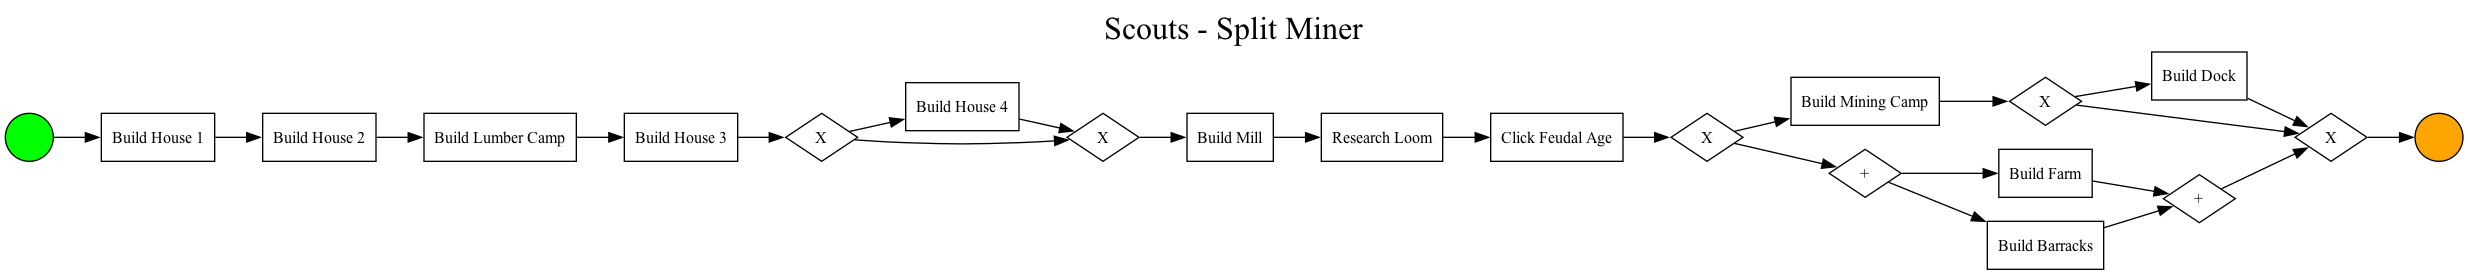 Scouts - Split Miner
Build House 1
Build House 2
Build Lumber Camp
Build House 3
X
Build House 4
X
Build Mill
Research Loom
Click Feudal Age
X
Build Mining Camp
X
Build Dock
+
Build Farm
Build Barracks
+
X